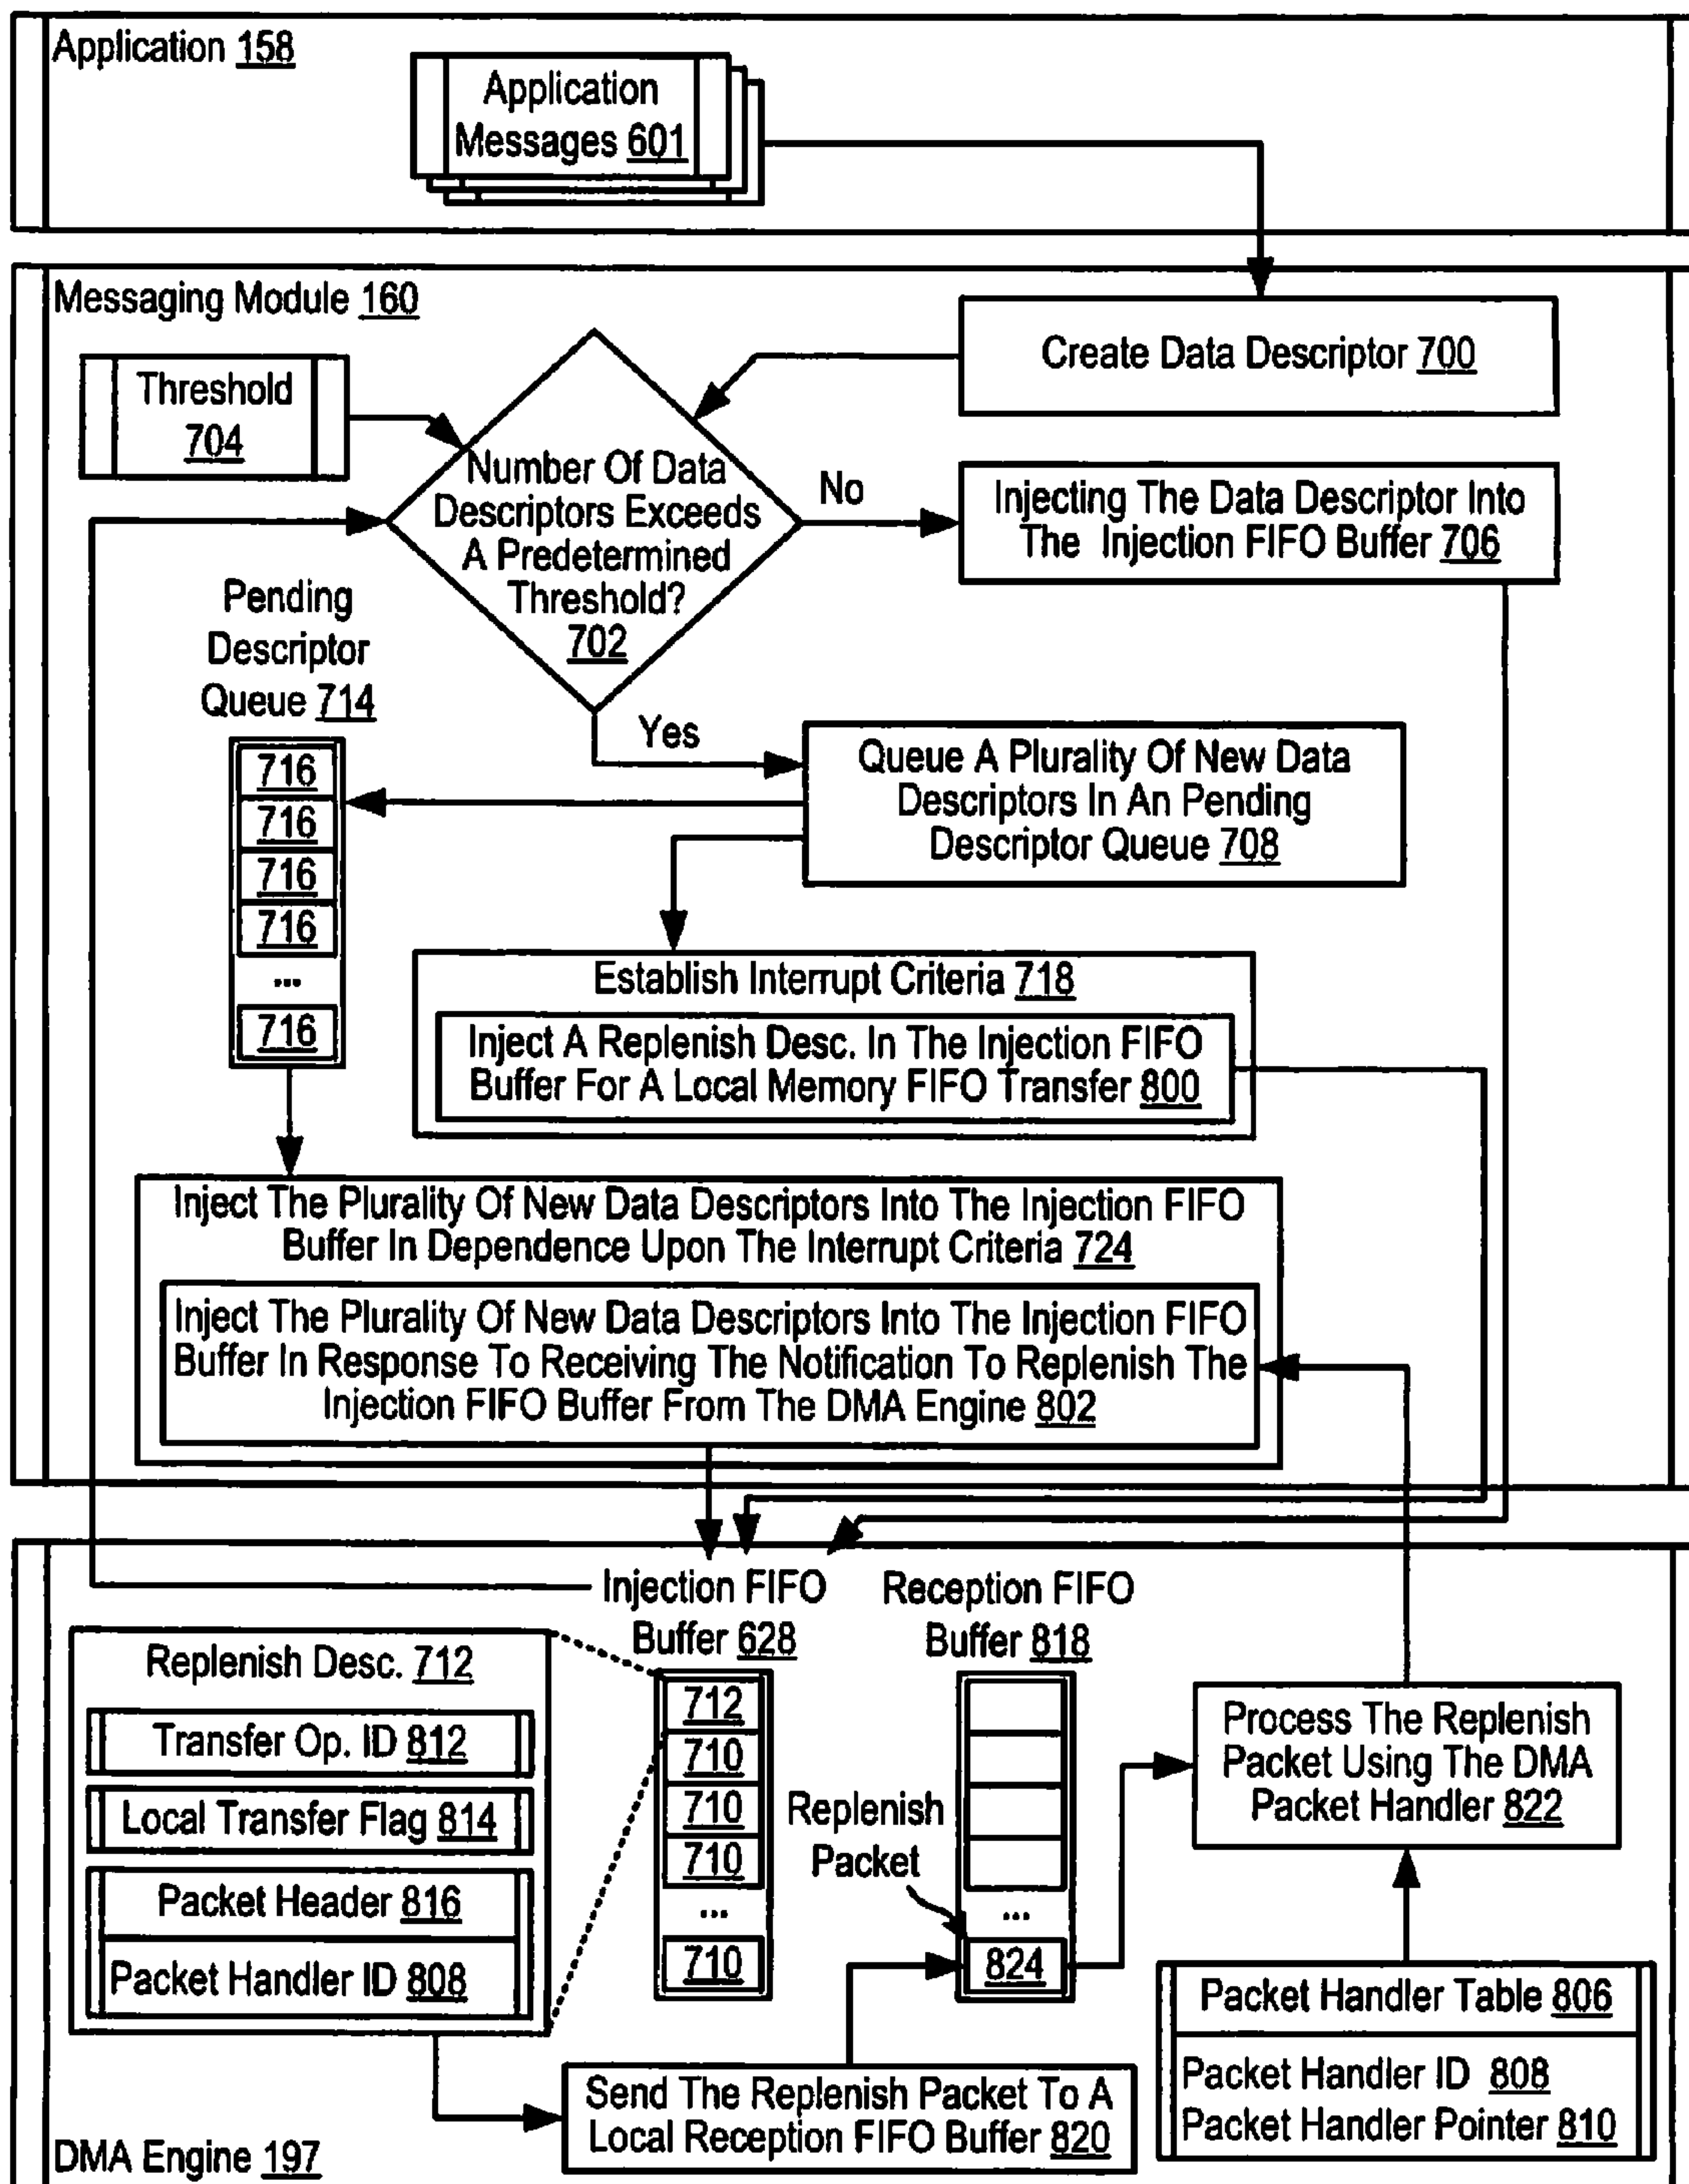 Application 158
Application
Messages 601
Messaging Module 160
Create Data Descriptor 700
Threshold
704
Number Of Data
Descriptors Exceeds
A Predetermined
Threshold?
702
No
Injecting The Data Descriptor Into
The Injection FIFO Buffer 706
Pending
Descriptor
Queue 714
Yes
Queue A Plurality Of New Data
Descriptors In An Pending
Descriptor Queue 708
716
716
716
716
...
716
Establish Interrupt Criteria 718
Inject A Replenish Desc. In The Injection FIFO
Buffer For A Local Memory FIFO Transfer 800
Inject The Plurality Of New Data Descriptors Into The Injection FIFO
Buffer In Dependence Upon The Interrupt Criteria 724
Inject The Plurality Of New Data Descriptors Into The Injection FIFO
Buffer In Response To Receiving The Notification To Replenish The
Injection FIFO Buffer From The DMA Engine 802
Injection FIFO
Buffer 628
Reception FIFO
Buffer 818
Replenish Desc. 712
Transfer Op. ID 812
Local Transfer Flag 814
Packet Header 816
Packet Handler ID 808
712
710
710
710
...
710
Replenish
Packet
...
824
Process The Replenish
Packet Using The DMA
Packet Handler 822
Packet Handler Table 806
Packet Handler ID 808
Packet Handler Pointer 810
Send The Replenish Packet To A
Local Reception FIFO Buffer 820
DMA Engine 197